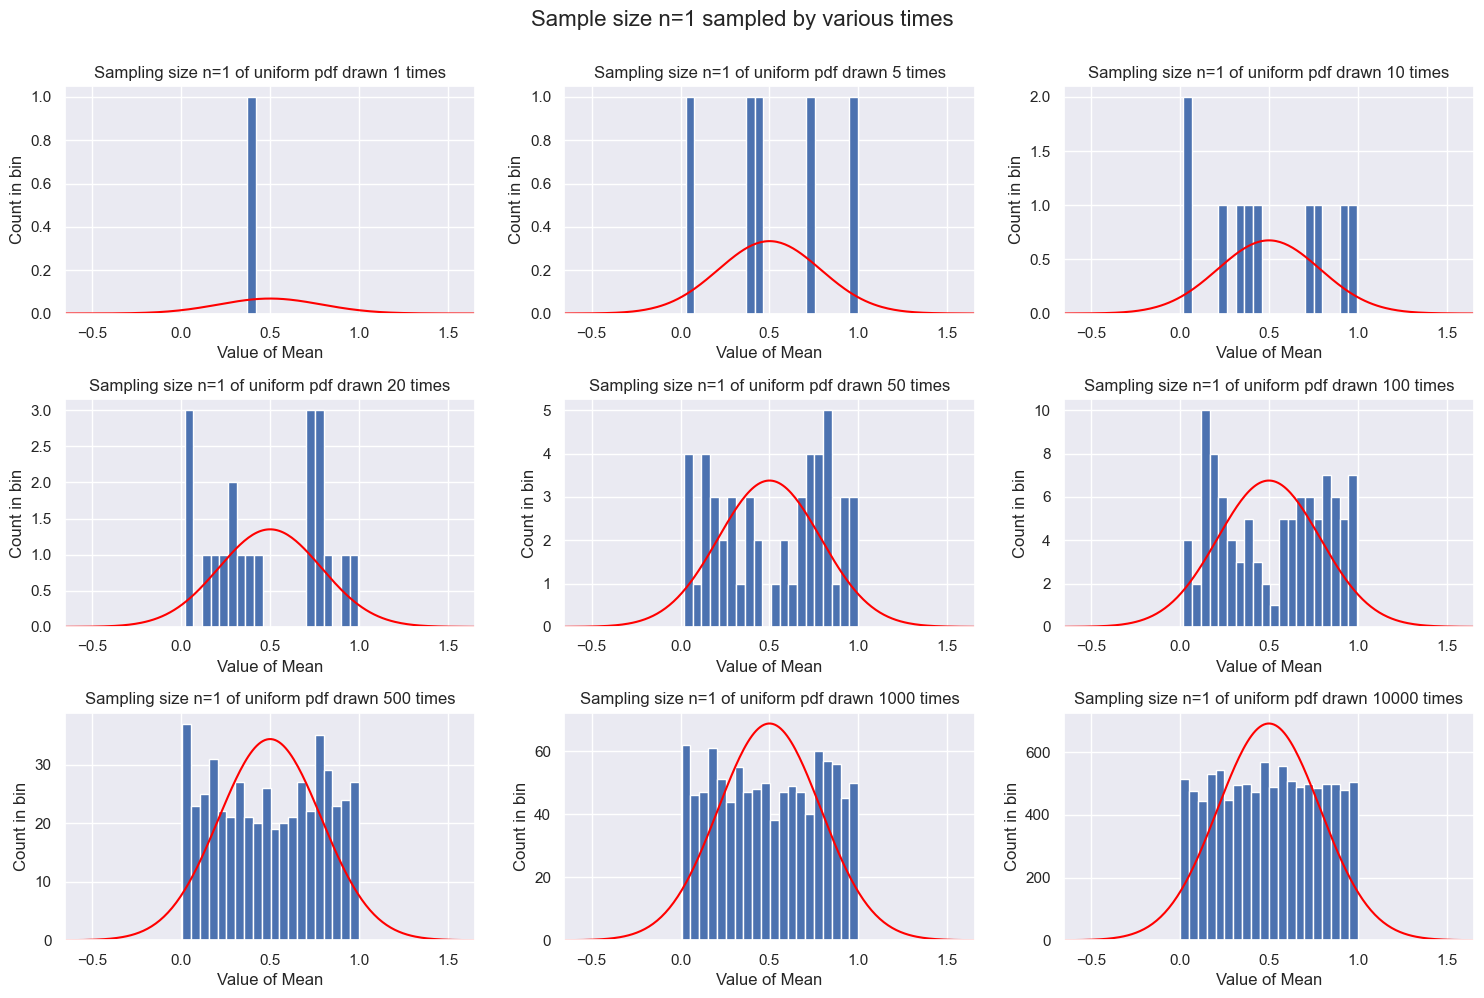 Sample size n=1 sampled by various times
Sampling size n=1 of uniform pdf drawn 1 times
Sampling size n=1 of uniform pdf drawn 5 times
Sampling size n=1 of uniform pdf drawn 10 times
1.0
0.8
0.6
0.4
0.2
0.0
Count in bin
−0.5 0.0 0.5 1.0 1.5
Value of Mean
1.0
0.8
0.6
0.4
0.2
0.0
Count in bin
−0.5 0.0 0.5 1.0 1.5
Value of Mean
2.0
1.5
1.0
0.5
0.0
Count in bin
−0.5 0.0 0.5 1.0 1.5
Value of Mean
Sampling size n=1 of uniform pdf drawn 20 times
Sampling size n=1 of uniform pdf drawn 50 times
Sampling size n=1 of uniform pdf drawn 100 times
3.0
2.5
2.0
1.5
1.0
0.5
0.0
Count in bin
−0.5 0.0 0.5 1.0 1.5
Value of Mean
5
4
3
2
1
0
Count in bin
−0.5 0.0 0.5 1.0 1.5
Value of Mean
10
8
6
4
2
0
Count in bin
−0.5 0.0 0.5 1.0 1.5
Value of Mean
Sampling size n=1 of uniform pdf drawn 500 times
Sampling size n=1 of uniform pdf drawn 1000 times
Sampling size n=1 of uniform pdf drawn 10000 times
30
20
10
0
Count in bin
−0.5 0.0 0.5 1.0 1.5
Value of Mean
60
40
20
0
Count in bin
−0.5 0.0 0.5 1.0 1.5
Value of Mean
600
400
200
0
Count in bin
−0.5 0.0 0.5 1.0 1.5
Value of Mean